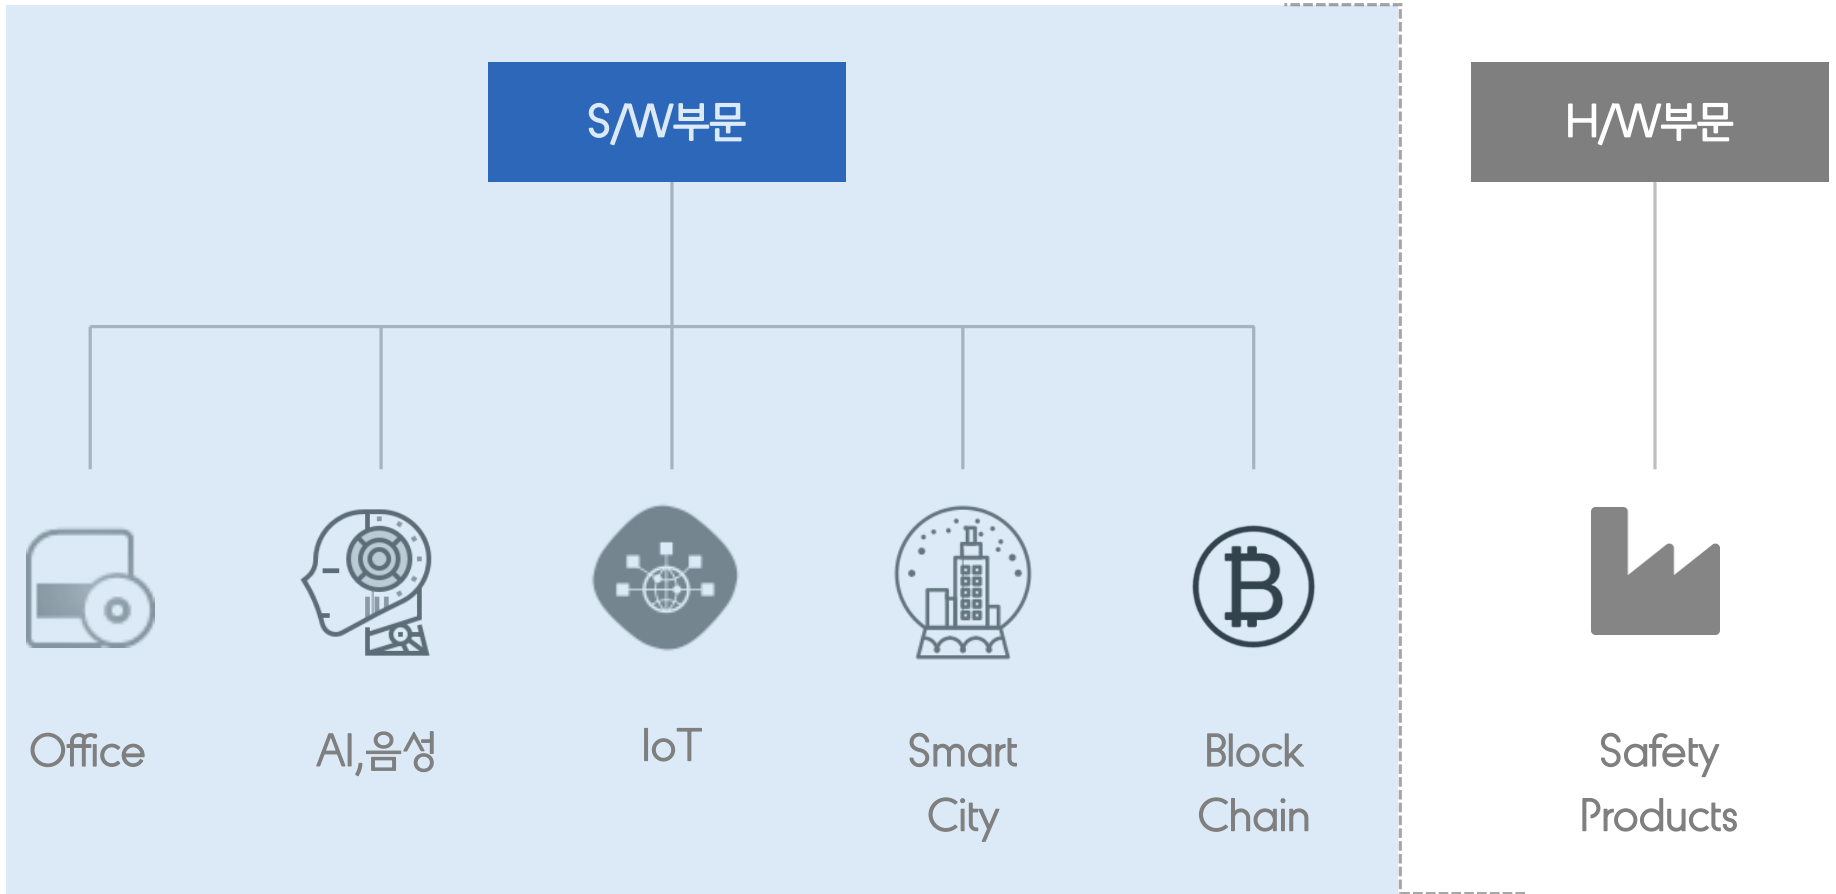 S/W부문
H/W부문
Office
AI,음성
IoT
Smart
City
Block
Chain
Safety
Products